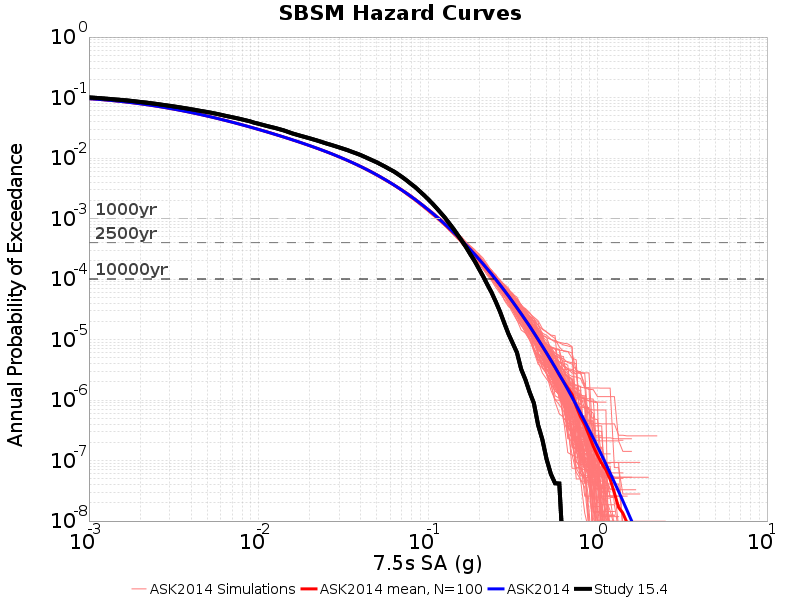 SBSM Hazard Curves
Annual Probability of Exceedance
10^0
10^-1
10^-2
10^-3
10^-4
10^-5
10^-6
10^-7
10^-8
1000yr
2500yr
10000yr
10^-3
10^-2
10^-1
10^0
10^1
7.5s SA (g)
ASK2014 Simulations ASK2014 mean, N=100 ASK2014 Study 15.4